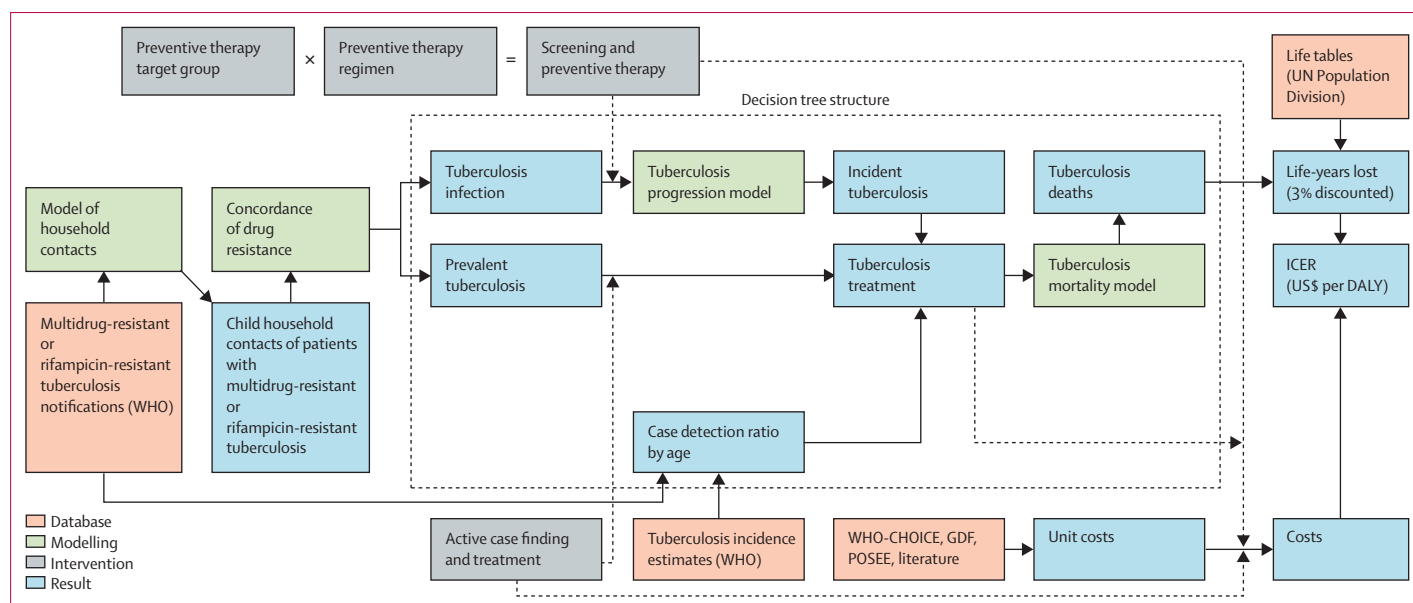 Preventive therapy
target group
×
Preventive therapy
regimen
=
Screening and
preventive therapy
Life tables
(UN Population
Division)
Decision tree structure
Tuberculosis
infection
Tuberculosis
progression model
Incident
tuberculosis
Tuberculosis
deaths
Life-years lost
(3% discounted)
Model of
household
contacts
Concordance
of drug
resistance
Prevalent
tuberculosis
Tuberculosis
treatment
Tuberculosis
mortality model
ICER
(US$ per DALY)
Multidrug-resistant
or
rifampicin-resistant
tuberculosis
notifications (WHO)
Child household
contacts of patients
with
multidrug-resistant
or
rifampicin-resistant
tuberculosis
Case detection ratio
by age
Database
Modelling
Intervention
Result
Active case finding
and treatment
Tuberculosis incidence
estimates (WHO)
WHO-CHOICE, GDF,
POSEE, literature
Unit costs
Costs